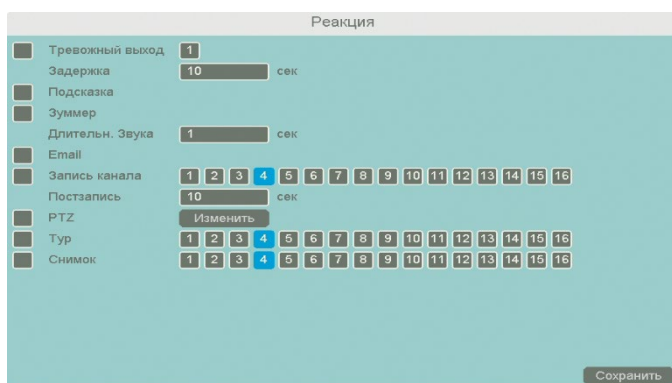 Реакция
Тревожный выход 1
Задержка 10 сек
Подсказка
Зуммер
Длительн. Звука 1 сек
Email
Запись канала 1 2 3 4 5 6 7 8 9 10 11 12 13 14 15 16
Постзапись 10 сек
PTZ Изменить
Тур 1 2 3 4 5 6 7 8 9 10 11 12 13 14 15 16
Снимок 1 2 3 4 5 6 7 8 9 10 11 12 13 14 15 16
Сохранить